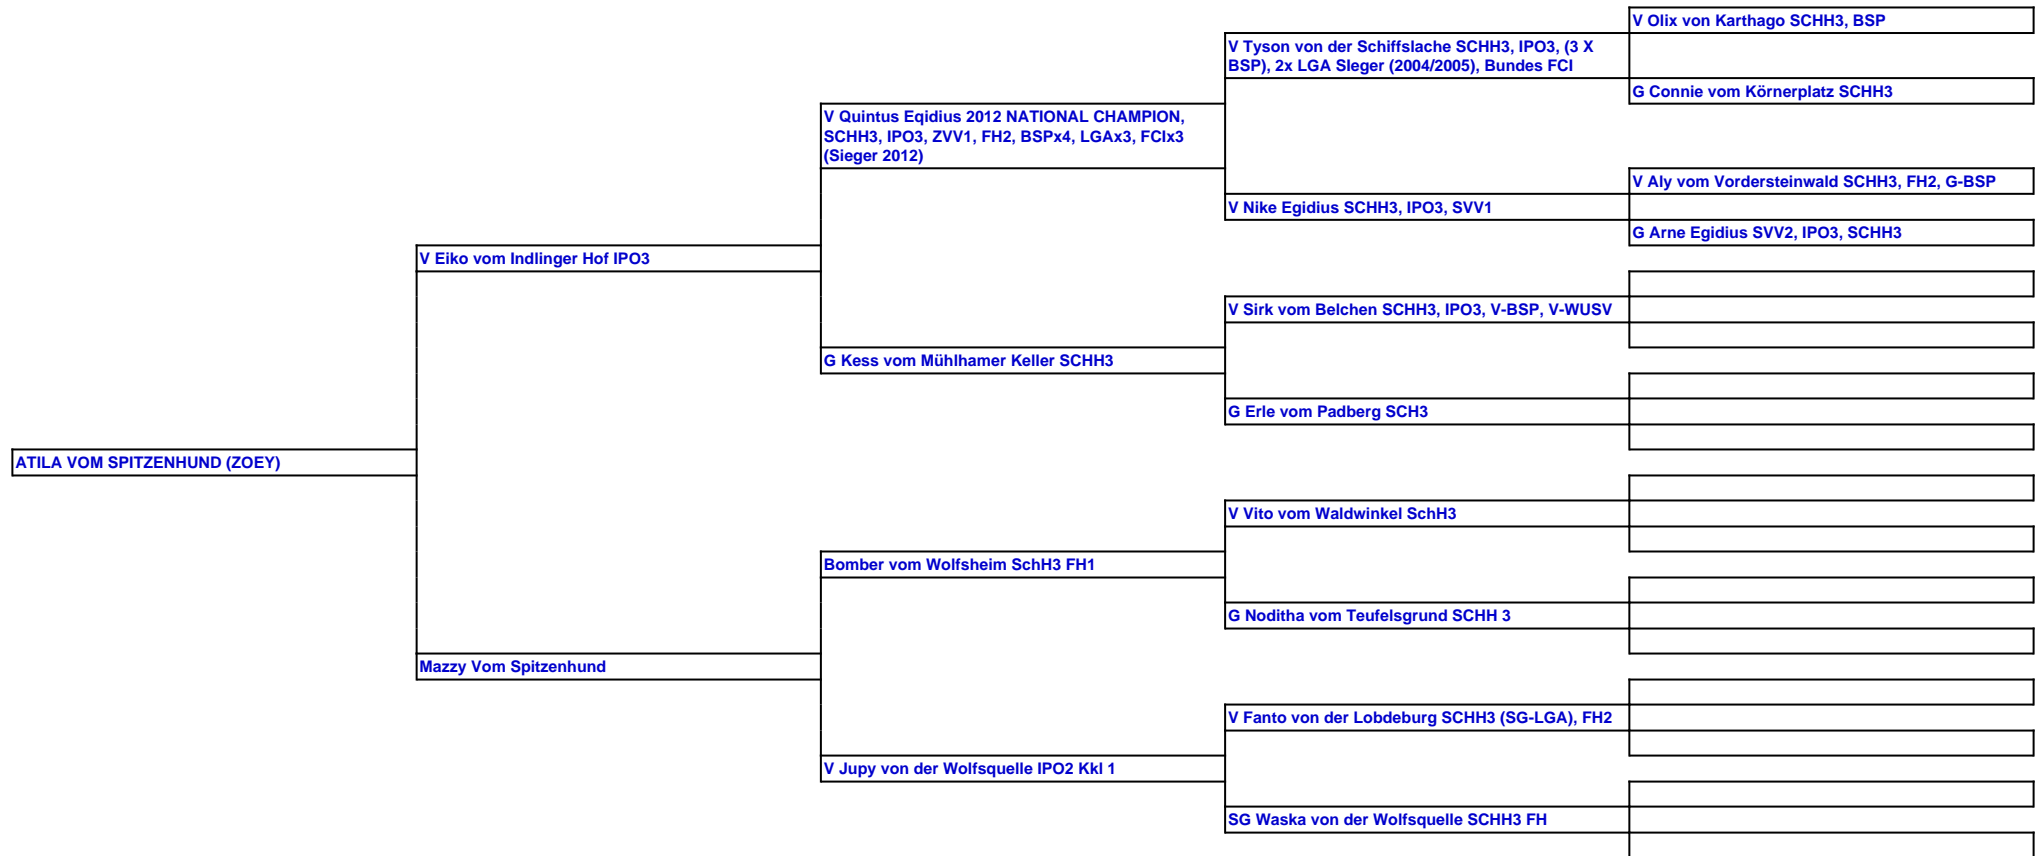 V Olix von Karthago SCHH3, BSP
V Tyson von der Schiffslache SCHH3, IPO3, (3 X
BSP), 2x LGA SIeger (2004/2005), Bundes FCI
G Connie vom Körnerplatz SCHH3
V Quintus Eqidius 2012 NATIONAL CHAMPION,
SCHH3, IPO3, ZVV1, FH2, BSPx4, LGAx3, FCIx3
(Sieger 2012)
V Aly vom Vordersteinwald SCHH3, FH2, G-BSP
V Nike Egidius SCHH3, IPO3, SVV1
G Arne Egidius SVV2, IPO3, SCHH3
V Eiko vom Indlinger Hof IPO3
V Sirk vom Belchen SCHH3, IPO3, V-BSP, V-WUSV
G Kess vom Mühlhamer Keller SCHH3
G Erle vom Padberg SCH3
ATILA VOM SPITZENHUND (ZOEY)
V Vito vom Waldwinkel SchH3
Bomber vom Wolfsheim SchH3 FH1
G Noditha vom Teufelsgrund SCHH 3
Mazzy Vom Spitzenhund
V Fanto von der Lobdeburg SCHH3 (SG-LGA), FH2
V Jupy von der Wolfsquelle IPO2 Kkl 1
SG Waska von der Wolfsquelle SCHH3 FH